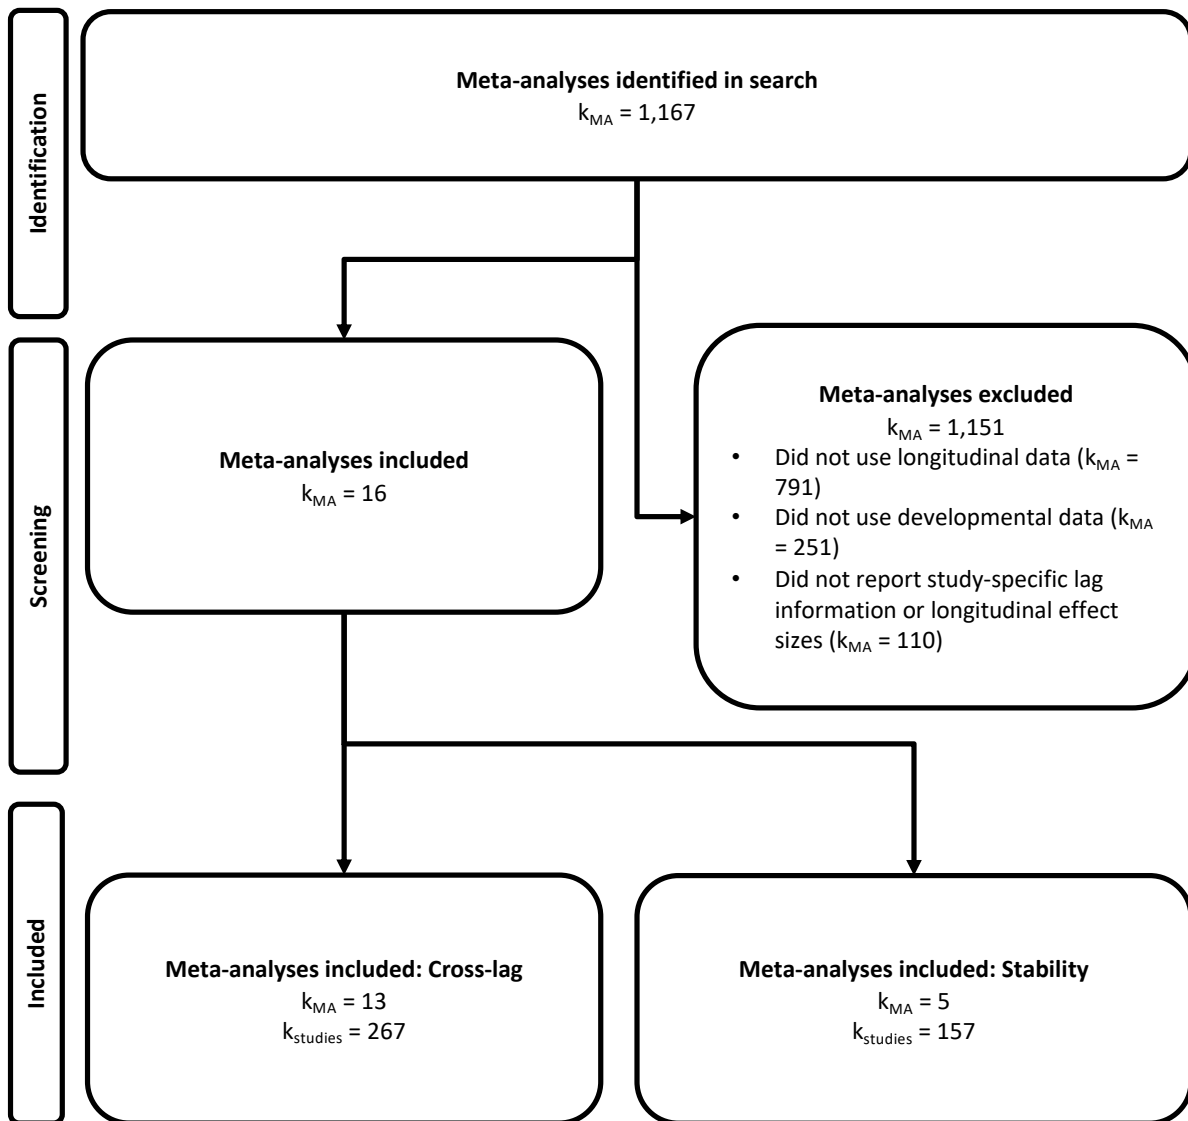 Identification
Meta-analyses identified in search
kMA = 1,167
Screening
Meta-analyses included
kMA = 16
Meta-analyses excluded
kMA = 1,151
• Did not use longitudinal data (kMA =
791)
• Did not use developmental data (kMA
= 251)
• Did not report study-specific lag
information or longitudinal effect
sizes (kMA = 110)
Included
Meta-analyses included: Cross-lag
kMA = 13
kstudies = 267
Meta-analyses included: Stability
kMA = 5
kstudies = 157